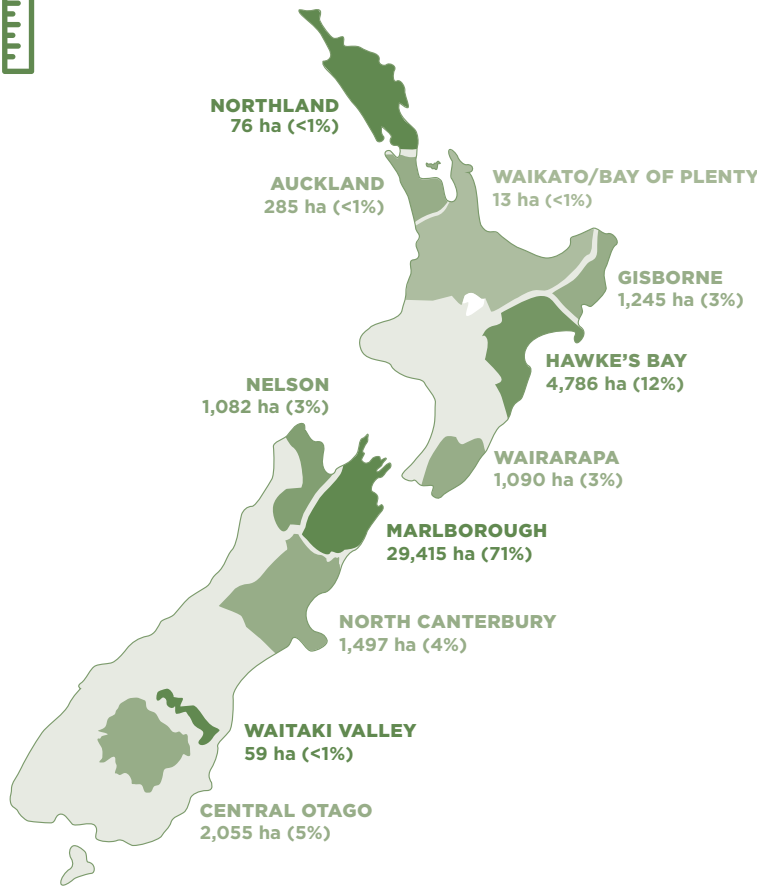 NORTHLAND
76 ha (<1%)
AUCKLAND
285 ha (<1%)
WAIKATO/BAY OF PLENTY
13 ha (<1%)
GISBORNE
1,245 ha (3%)
HAWKE'S BAY
4,786 ha (12%)
NELSON
1,082 ha (3%)
WAIRARAPA
1,090 ha (3%)
MARLBOROUGH
29,415 ha (71%)
NORTH CANTERBURY
1,497 ha (4%)
WAITAKI VALLEY
59 ha (<1%)
CENTRAL OTAGO
2,055 ha (5%)